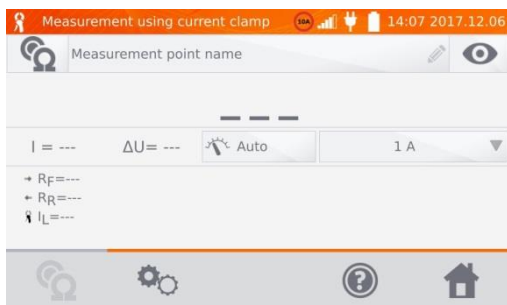 Measurement using current clamp 10A 14:07 2017.12.06
Ω Measurement point name
---
I = --- ΔU= --- Auto 1 A
→ RF=---
← RR=---
IL=---
Ω ?